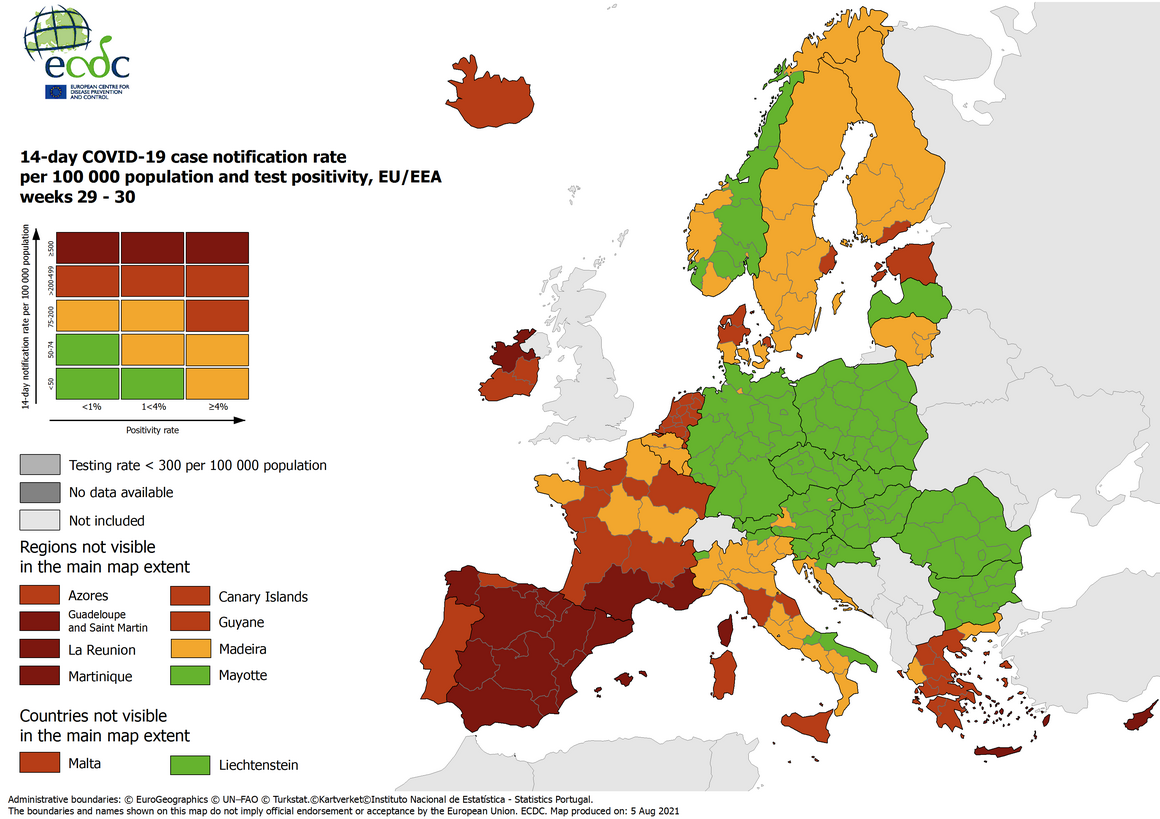 ecdc
EUROPEAN CENTRE FOR
DISEASE PREVENTION
AND CONTROL
14-day COVID-19 case notification rate
per 100 000 population and test positivity, EU/EEA
weeks 29 - 30
14-day notification rate per 100 000 population
≥500
>200-499
75-200
50-74
<50
<1%
1<4%
≥4%
Positivity rate
Testing rate < 300 per 100 000 population
No data available
Not included
Regions not visible
in the main map extent
Azores
Canary Islands
Guadeloupe
and Saint Martin
Guyane
La Reunion
Madeira
Martinique
Mayotte
Countries not visible
in the main map extent
Malta
Liechtenstein
Administrative boundaries: © EuroGeographics © UN–FAO © Turkstat.©Kartverket©Instituto Nacional de Estatística - Statistics Portugal.
The boundaries and names shown on this map do not imply official endorsement or acceptance by the European Union. ECDC. Map produced on: 5 Aug 2021